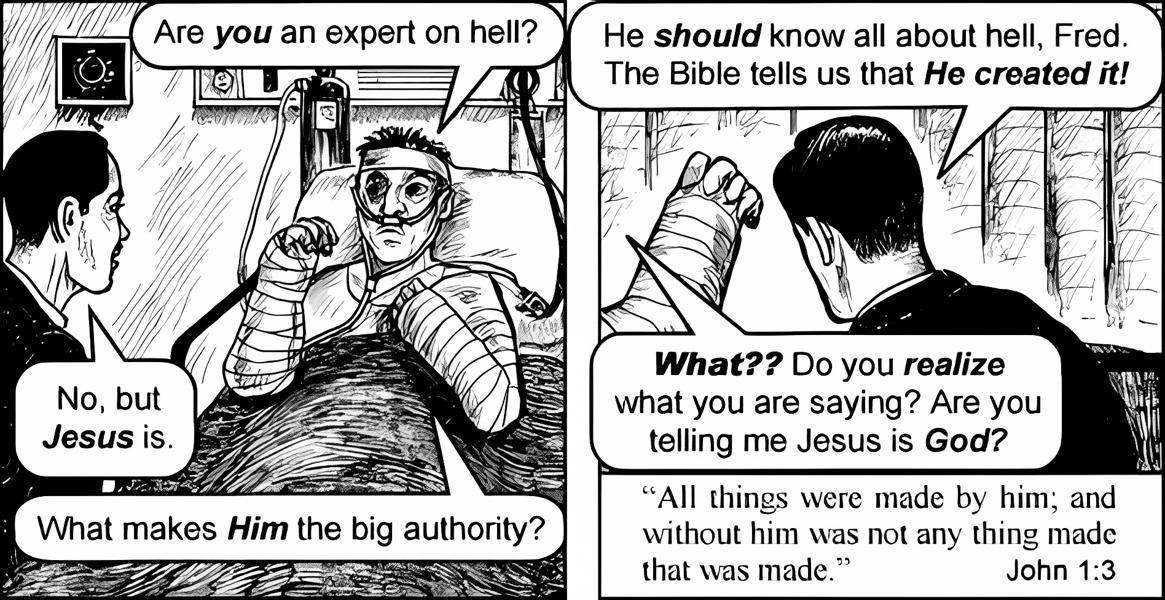 Are you an expert on hell?
No, but
Jesus is.
What makes Him the big authority?
He should know all about hell, Fred.
The Bible tells us that He created it!
What?? Do you realize
what you are saying? Are you
telling me Jesus is God?
“All things were made by him; and
without him was not any thing made
that was made.” John 1:3